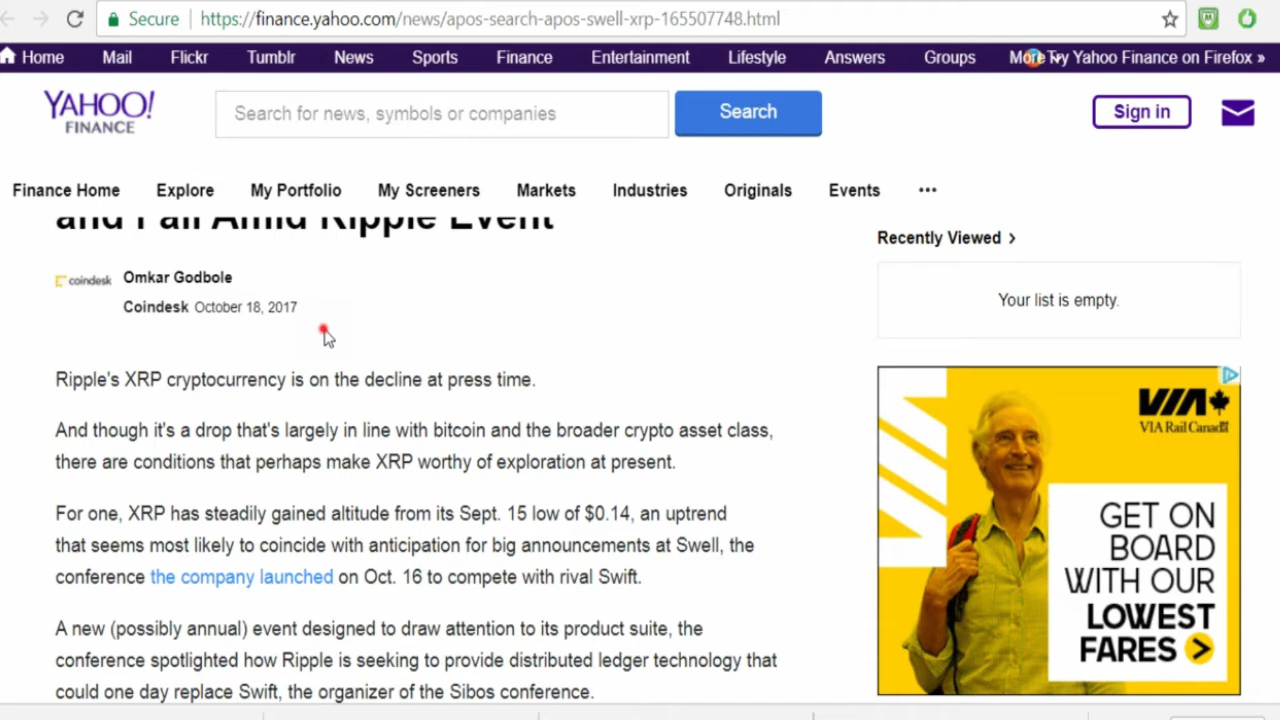 Secure https://finance.yahoo.com/news/apos-search-apos-swell-xrp-165507748.html
Home Mail Flickr Tumblr News Sports Finance Entertainment Lifestyle Answers Groups More Try Yahoo Finance on Firefox »
YAHOO!
FINANCE
Search for news, symbols or companies
Search
Sign in
Finance Home Explore My Portfolio My Screeners Markets Industries Originals Events •••
and Fall Amid Ripple Event
coindesk
Omkar Godbole
Coindesk October 18, 2017
Ripple's XRP cryptocurrency is on the decline at press time.
And though it's a drop that's largely in line with bitcoin and the broader crypto asset class,
there are conditions that perhaps make XRP worthy of exploration at present.
For one, XRP has steadily gained altitude from its Sept. 15 low of $0.14, an uptrend
that seems most likely to coincide with anticipation for big announcements at Swell, the
conference the company launched on Oct. 16 to compete with rival Swift.
A new (possibly annual) event designed to draw attention to its product suite, the
conference spotlighted how Ripple is seeking to provide distributed ledger technology that
could one day replace Swift, the organizer of the Sibos conference.
Recently Viewed >
Your list is empty.
VIA
VIA Rail Canada
GET ON
BOARD
WITH OUR
LOWEST
FARES >